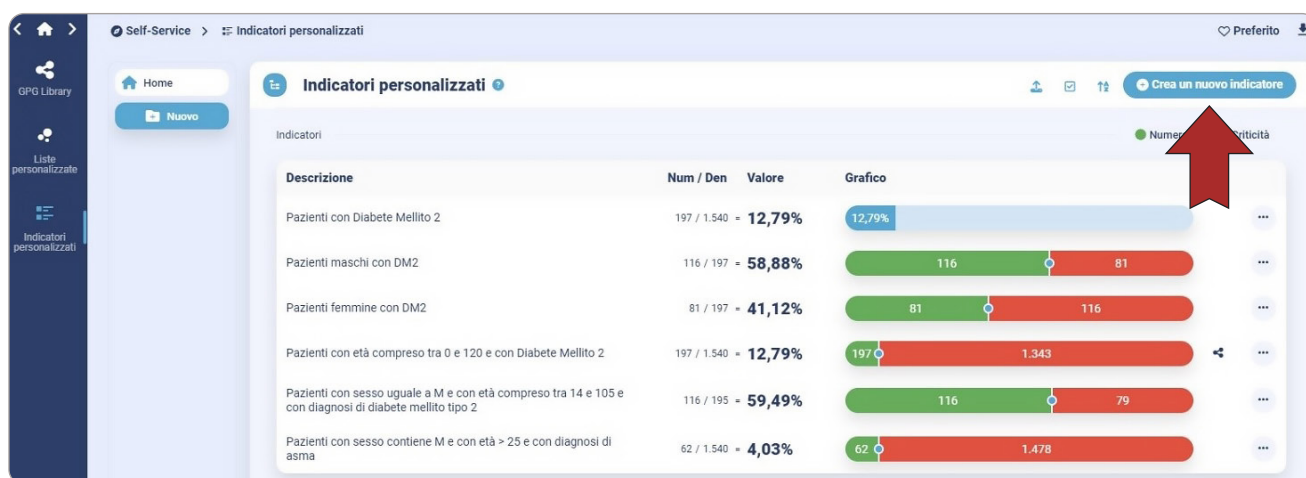 Self-Service > Indicatori personalizzati
Preferito
GPG Library
Liste
personalizzate
Indicatori
personalizzati
Home
Nuovo
Indicatori personalizzati
Crea un nuovo indicatore
Indicatori
Descrizione Num / Den Valore Grafico
Pazienti con Diabete Mellito 2 197 / 1.540 = 12,79% 12,79%
Pazienti maschi con DM2 116 / 197 = 58,88% 116 81
Pazienti femmine con DM2 81 / 197 = 41,12% 81 116
Pazienti con età compreso tra 0 e 120 e con Diabete Mellito 2 197 / 1.540 = 12,79% 197 1.343
Pazienti con sesso uguale a M e con età compreso tra 14 e 105 e
con diagnosi di diabete mellito tipo 2 116 / 195 = 59,49% 116 79
Pazienti con sesso contiene M e con età > 25 e con diagnosi di
asma 62 / 1.540 = 4,03% 62 1.478